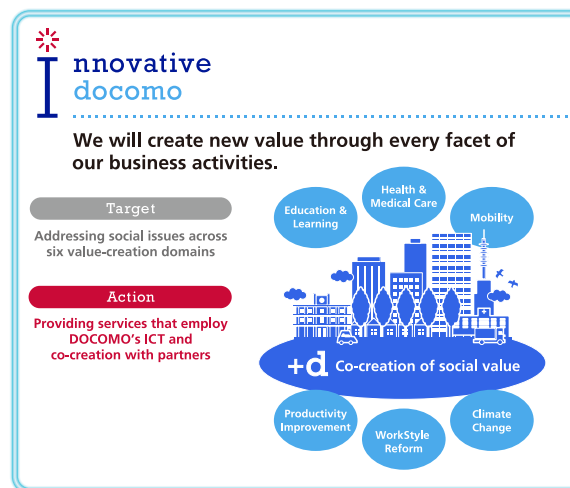 Innovative
docomo
We will create new value through every facet of
our business activities.
Target
Addressing social issues across
six value-creation domains
Action
Providing services that employ
DOCOMO's ICT and
co-creation with partners
Education &
Learning
Health &
Medical Care
Mobility
+d Co-creation of social value
Productivity
Improvement
WorkStyle
Reform
Climate
Change